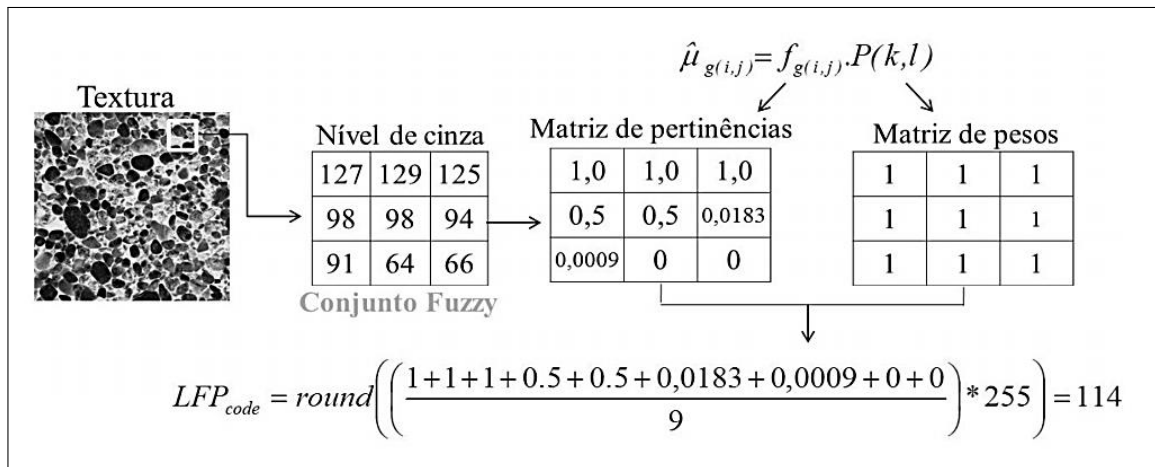 μ̂ g(i,j) = f g(i,j) .P(k,l)
Textura
Nível de cinza
Matriz de pertinências
Matriz de pesos
127 129 125
98 98 94
91 64 66
Conjunto Fuzzy
1,0 1,0 1,0
0,5 0,5 0,0183
0,0009 0 0
1 1 1
1 1 1
1 1 1
LFP code = round((( 1+1+1+0.5+0.5+0,0183+0,0009+0+0 / 9 ) * 255 ) = 114